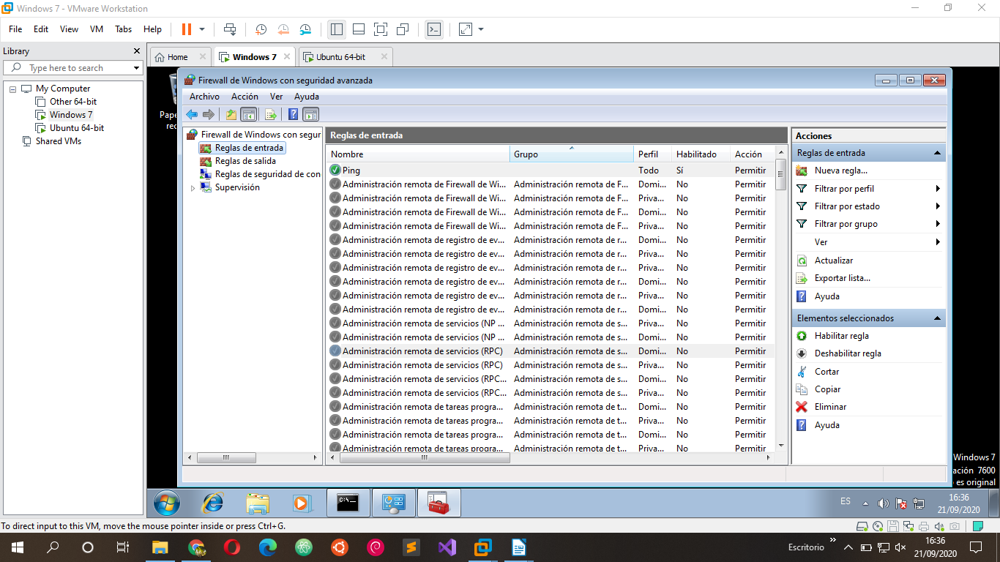 Windows 7 - VMware Workstation
File Edit View VM Tabs Help
Library
Type here to search
My Computer
Other 64-bit
Windows 7
Ubuntu 64-bit
Shared VMs
Home Windows 7 Ubuntu 64-bit
Pape
rec
Firewall de Windows con seguridad avanzada
Archivo Acción Ver Ayuda
Firewall de Windows con segur
Reglas de entrada
Reglas de salida
Reglas de seguridad de con
Supervisión
Reglas de entrada
Nombre Grupo Perfil Habilitado Acción
Ping Todo Sí Permitir
Administración remota de Firewall de Wi... Administración remota de F... Domi... No Permitir
Administración remota de Firewall de Wi... Administración remota de F... Priva... No Permitir
Administración remota de Firewall de Wi... Administración remota de F... Domi... No Permitir
Administración remota de Firewall de Wi... Administración remota de F... Priva... No Permitir
Administración remota de registro de ev... Administración remota de r... Domi... No Permitir
Administración remota de registro de ev... Administración remota de r... Priva... No Permitir
Administración remota de registro de ev... Administración remota de r... Priva... No Permitir
Administración remota de registro de ev... Administración remota de r... Domi... No Permitir
Administración remota de registro de ev... Administración remota de r... Priva... No Permitir
Administración remota de registro de ev... Administración remota de r... Domi... No Permitir
Administración remota de servicios (NP ... Administración remota de s... Priva... No Permitir
Administración remota de servicios (NP ... Administración remota de s... Domi... No Permitir
Administración remota de servicios (RPC) Administración remota de s... Domi... No Permitir
Administración remota de servicios (RPC) Administración remota de s... Priva... No Permitir
Administración remota de servicios (RPC... Administración remota de s... Domi... No Permitir
Administración remota de servicios (RPC... Administración remota de s... Priva... No Permitir
Administración remota de tareas progra... Administración remota de t... Domi... No Permitir
Administración remota de tareas progra... Administración remota de t... Priva... No Permitir
Administración remota de tareas progra... Administración remota de t... Domi... No Permitir
Administración remota de tareas progra... Administración remota de t... Priva... No Permitir
Acciones
Reglas de entrada
Nueva regla...
Filtrar por perfil
Filtrar por estado
Filtrar por grupo
Ver
Actualizar
Exportar lista...
Ayuda
Elementos seleccionados
Habilitar regla
Deshabilitar regla
Cortar
Copiar
Eliminar
Ayuda
Windows 7
ación 7600
es original
ES
16:36
21/09/2020
To direct input to this VM, move the mouse pointer inside or press Ctrl+G.
Escritorio
16:36
21/09/2020